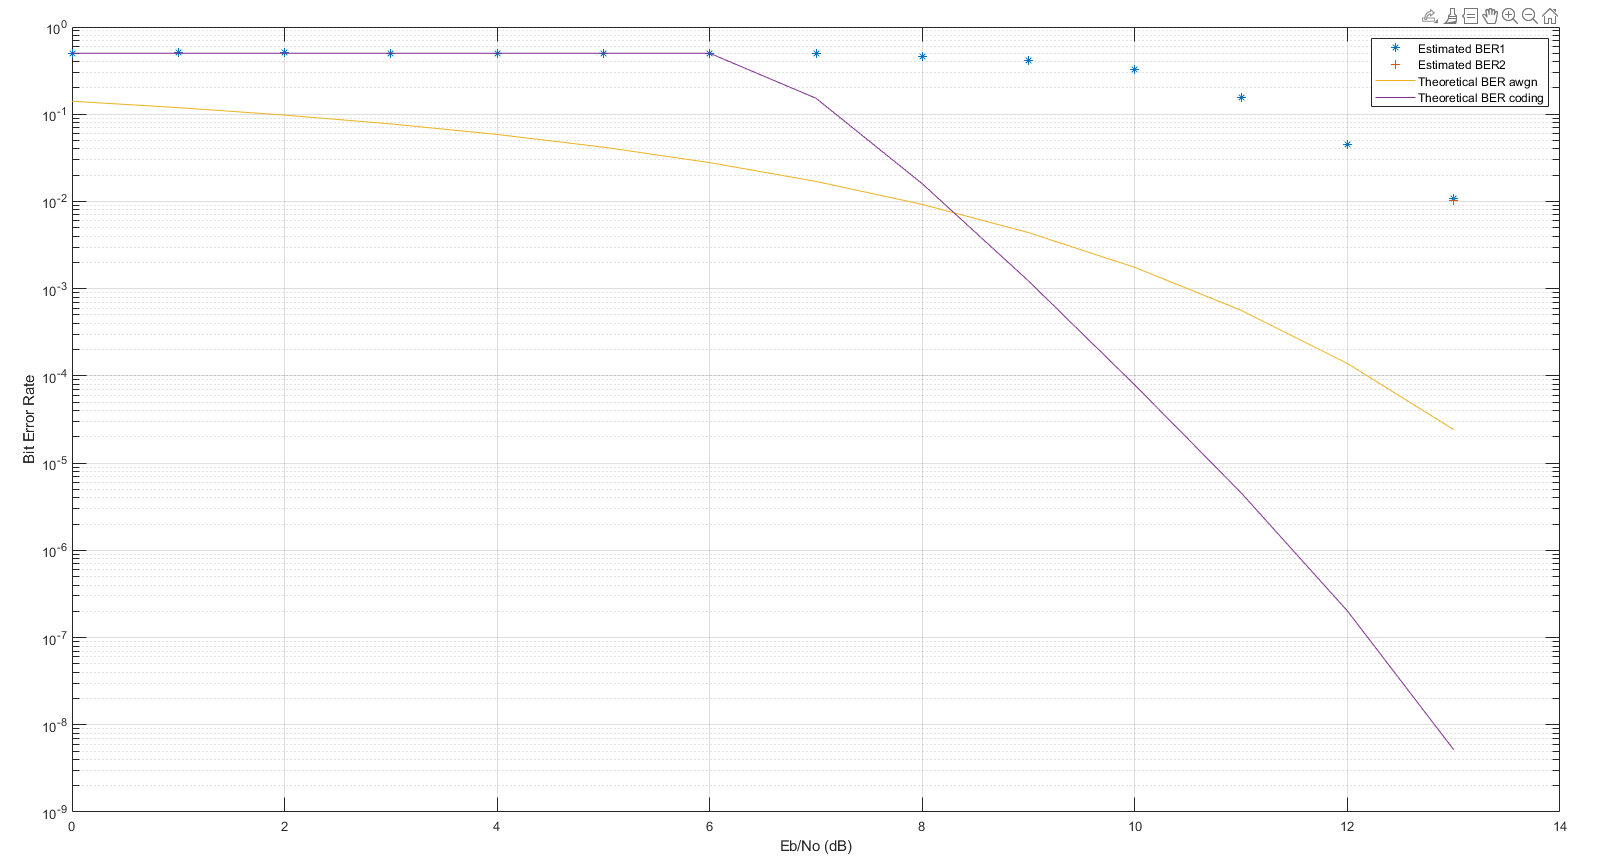 Estimated BER1
Estimated BER2
Theoretical BER awgn
Theoretical BER coding
10^0
10^-1
10^-2
10^-3
10^-4
10^-5
10^-6
10^-7
10^-8
10^-9
Bit Error Rate
0 2 4 6 8 10 12 14
Eb/No (dB)